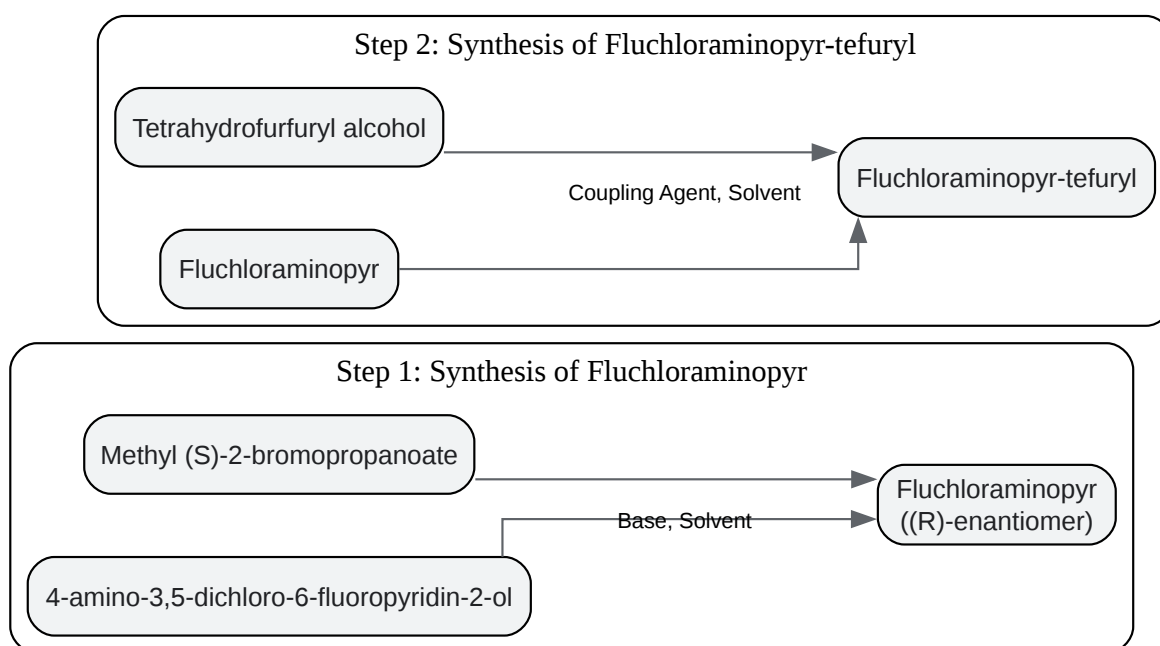 Step 2: Synthesis of Fluchloraminopyr-tefuryl
Tetrahydrofurfuryl alcohol
Fluchloraminopyr-tefuryl
Coupling Agent, Solvent
Fluchloraminopyr
Step 1: Synthesis of Fluchloraminopyr
Methyl (S)-2-bromopropanoate
Fluchloraminopyr
((R)-enantiomer)
Base, Solvent
4-amino-3,5-dichloro-6-fluoropyridin-2-ol